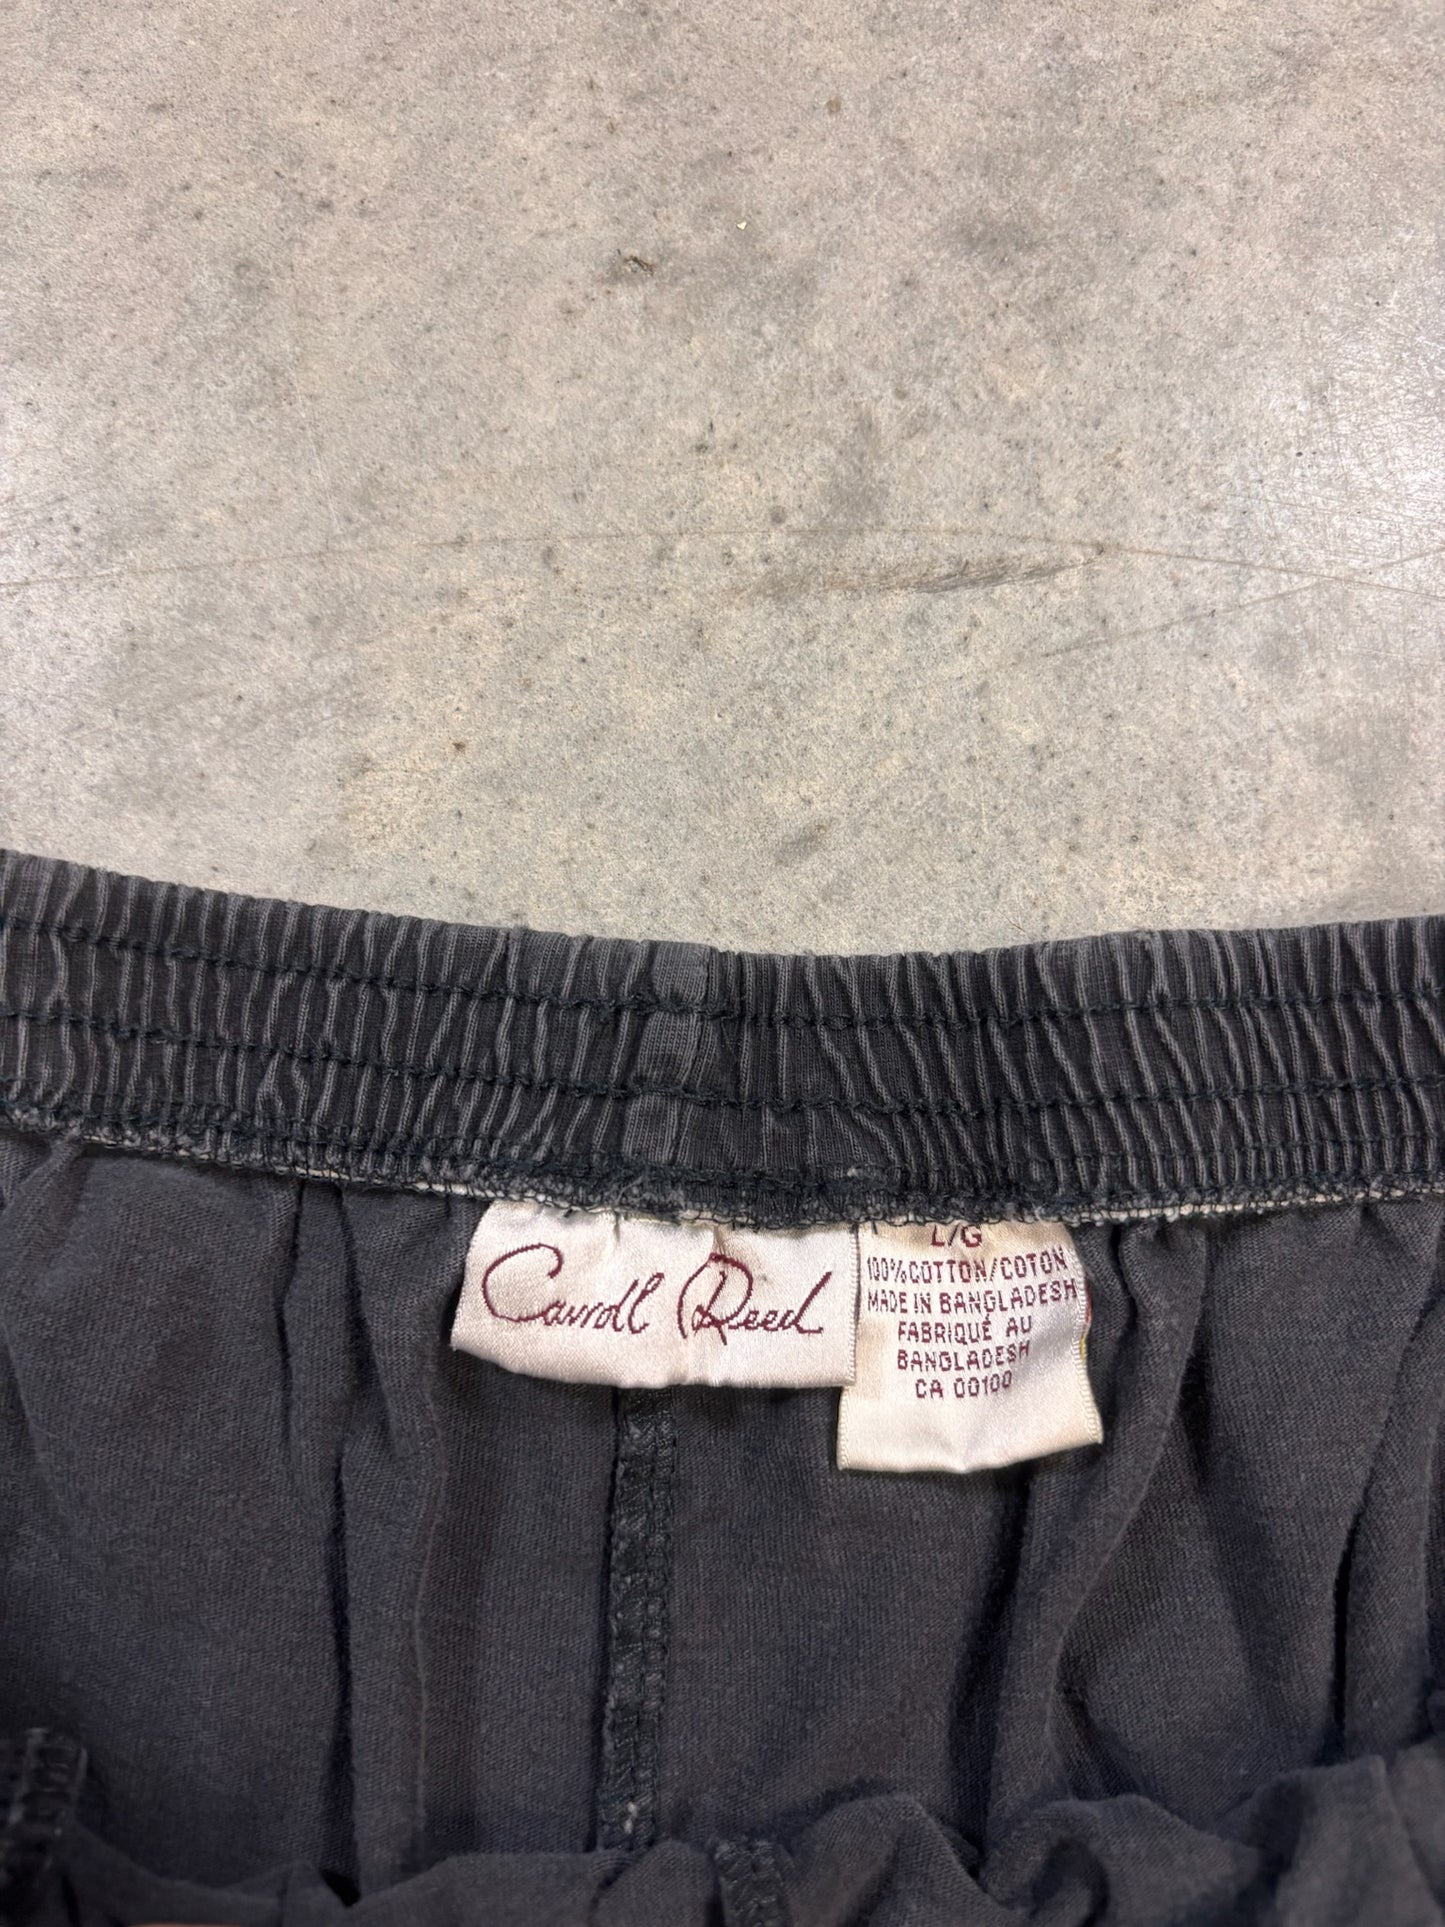 Carroll Reed
L/G
100% COTTON/COTON
MADE IN BANGLADESH
FABRIQUÉ AU
BANGLADESH
CA 00100